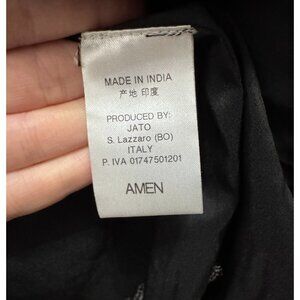 MADE IN INDIA
产地 印度
PRODUCED BY:
JATO
S. Lazzaro (BO)
ITALY
P. IVA 01747501201
AMEN